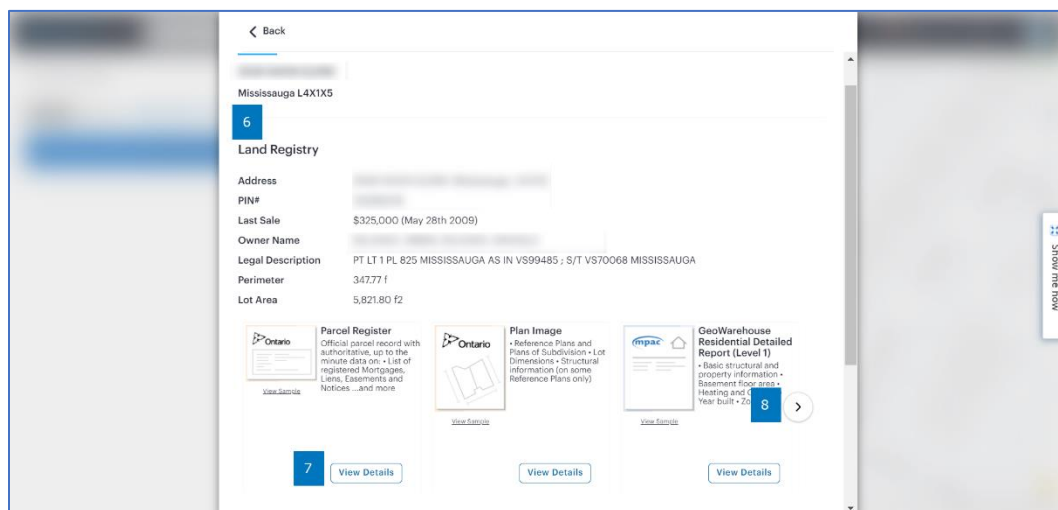 Back
Mississauga L4X1X5
6
Land Registry
Address
PIN#
Last Sale $325,000 (May 28th 2009)
Owner Name
Legal Description PT LT 1 PL 825 MISSISSAUGA AS IN VS99485 ; S/T VS70068 MISSISSAUGA
Perimeter 347.77 f
Lot Area 5,821.80 f2
Ontario
View Sample
Parcel Register
Official parcel record with
authoritative, up to the
minute data on: • List of
registered Mortgages,
Liens, Easements and
Notices ...and more
7
View Details
Ontario
View Sample
Plan Image
• Reference Plans and
Plans of Subdivision • Lot
Dimensions • Structural
information (on some
Reference Plans only)
View Details
mpac
View Sample
GeoWarehouse
Residential Detailed
Report (Level 1)
• Basic structural and
property information •
Basement floor area •
Heating and
Year built •
8
View Details
Show me now